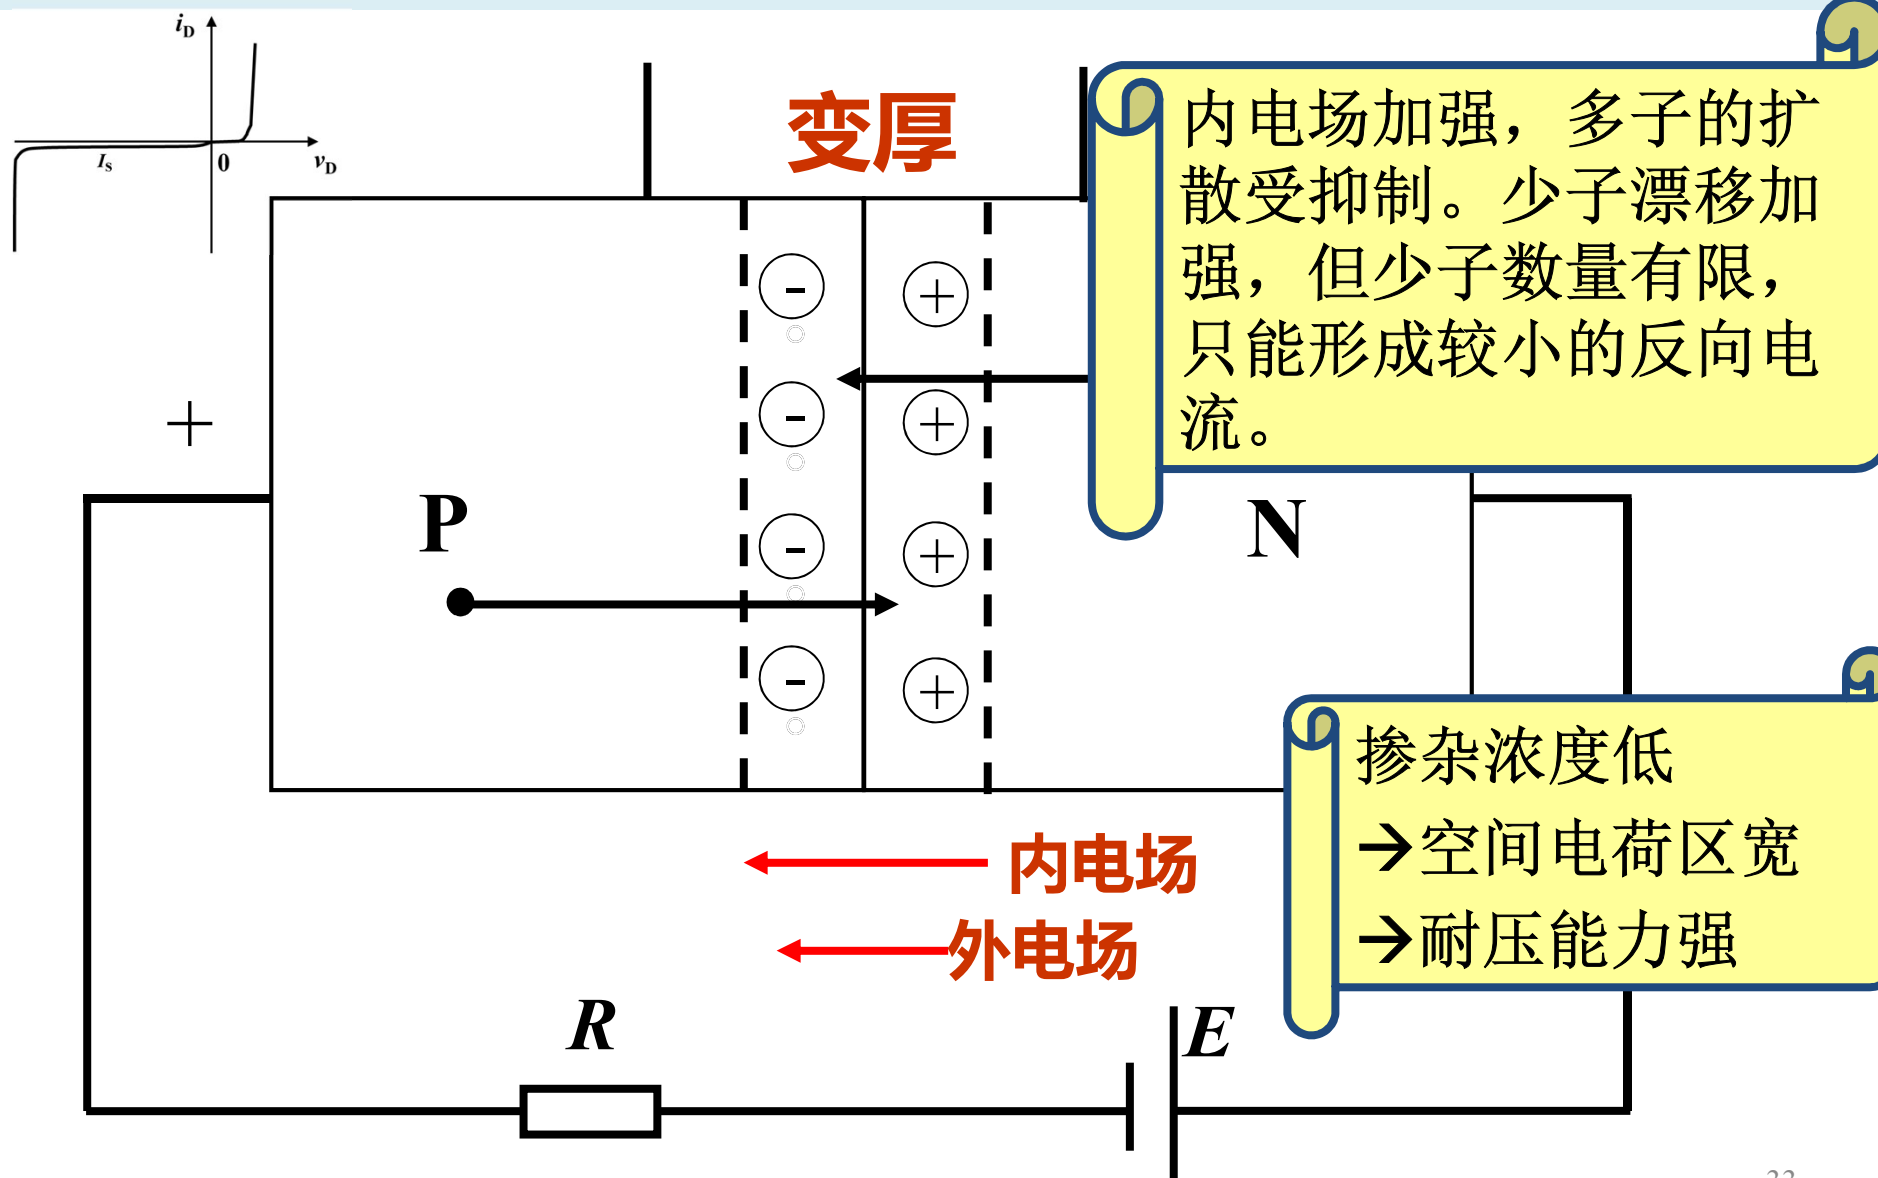 iD
IS
0
vD
变厚
内电场加强，多子的扩
散受抑制。少子漂移加
强，但少子数量有限，
只能形成较小的反向电
流。
-
+
-
+
+
P
N
-
+
-
+
掺杂浓度低
→空间电荷区宽
→耐压能力强
内电场
外电场
R
E